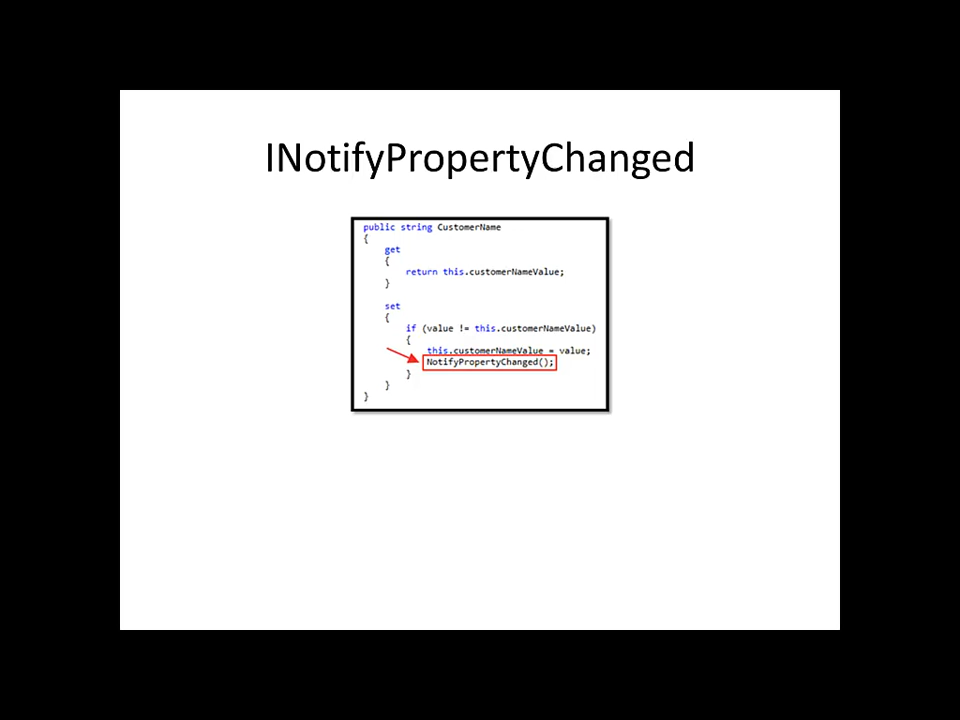 INotifyPropertyChanged
public string CustomerName
{
get
{
return this.customerNameValue;
}
set
{
if (value != this.customerNameValue)
{
this.customerNameValue = value;
NotifyPropertyChanged();
}
}
}